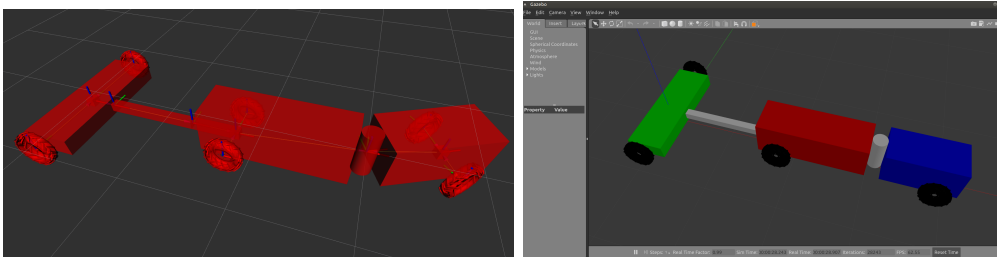 Gazebo
File Edit Camera View Window Help
World Insert Layers
GUI
Scene
Spherical Coordinates
Physics
Atmosphere
Wind
Models
Lights
Property Value
Steps: Real Time Factor: Sim Time: Real Time: Iterations: FPS: Reset Time